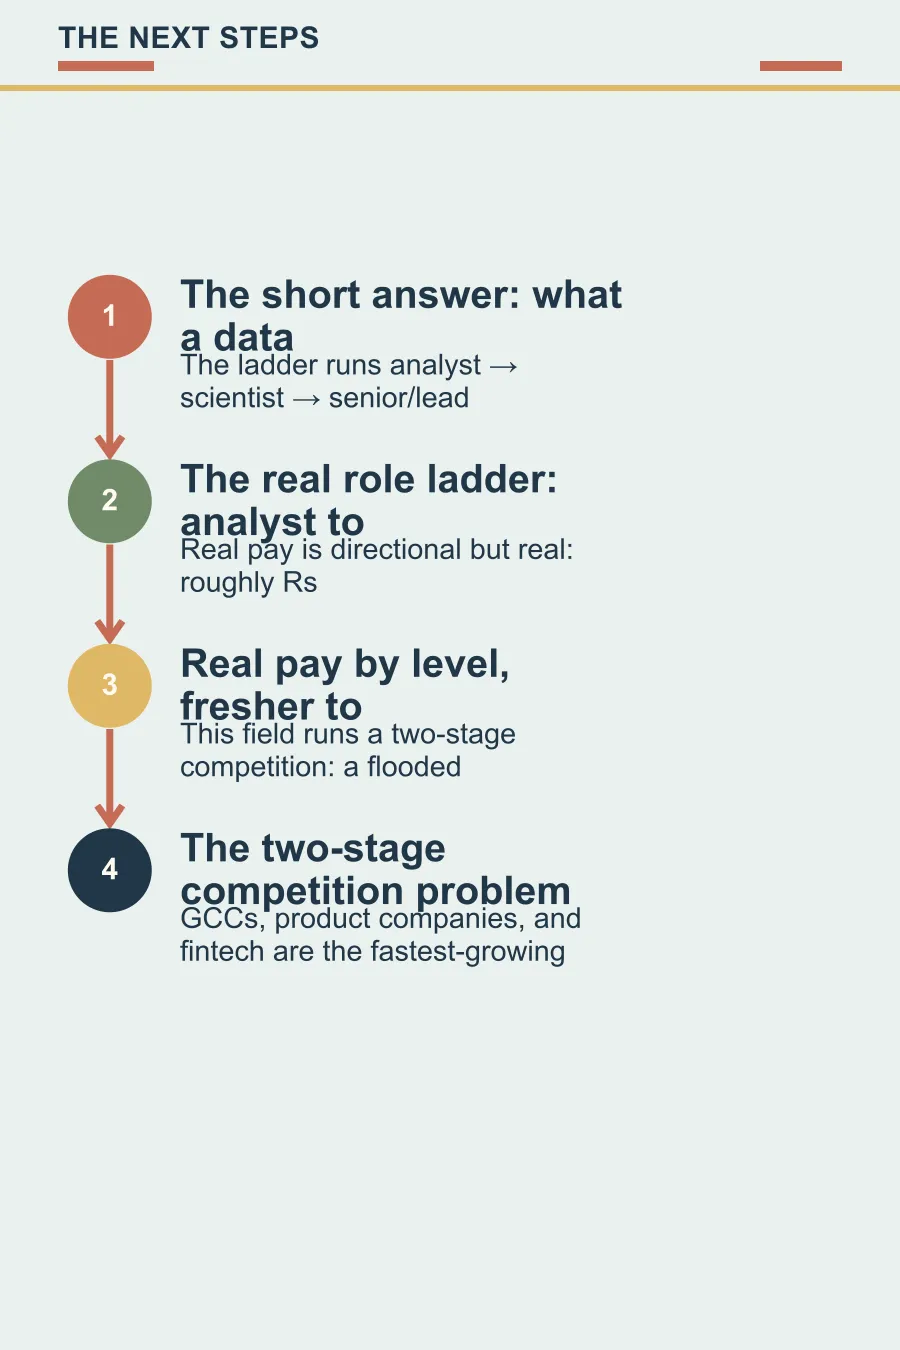 THE NEXT STEPS
1
The short answer: what
a data
The ladder runs analyst →
scientist → senior/lead
2
The real role ladder:
analyst to
Real pay is directional but real:
roughly Rs
3
Real pay by level,
fresher to
This field runs a two-stage
competition: a flooded
4
The two-stage
competition problem
GCCs, product companies, and
fintech are the fastest-growing